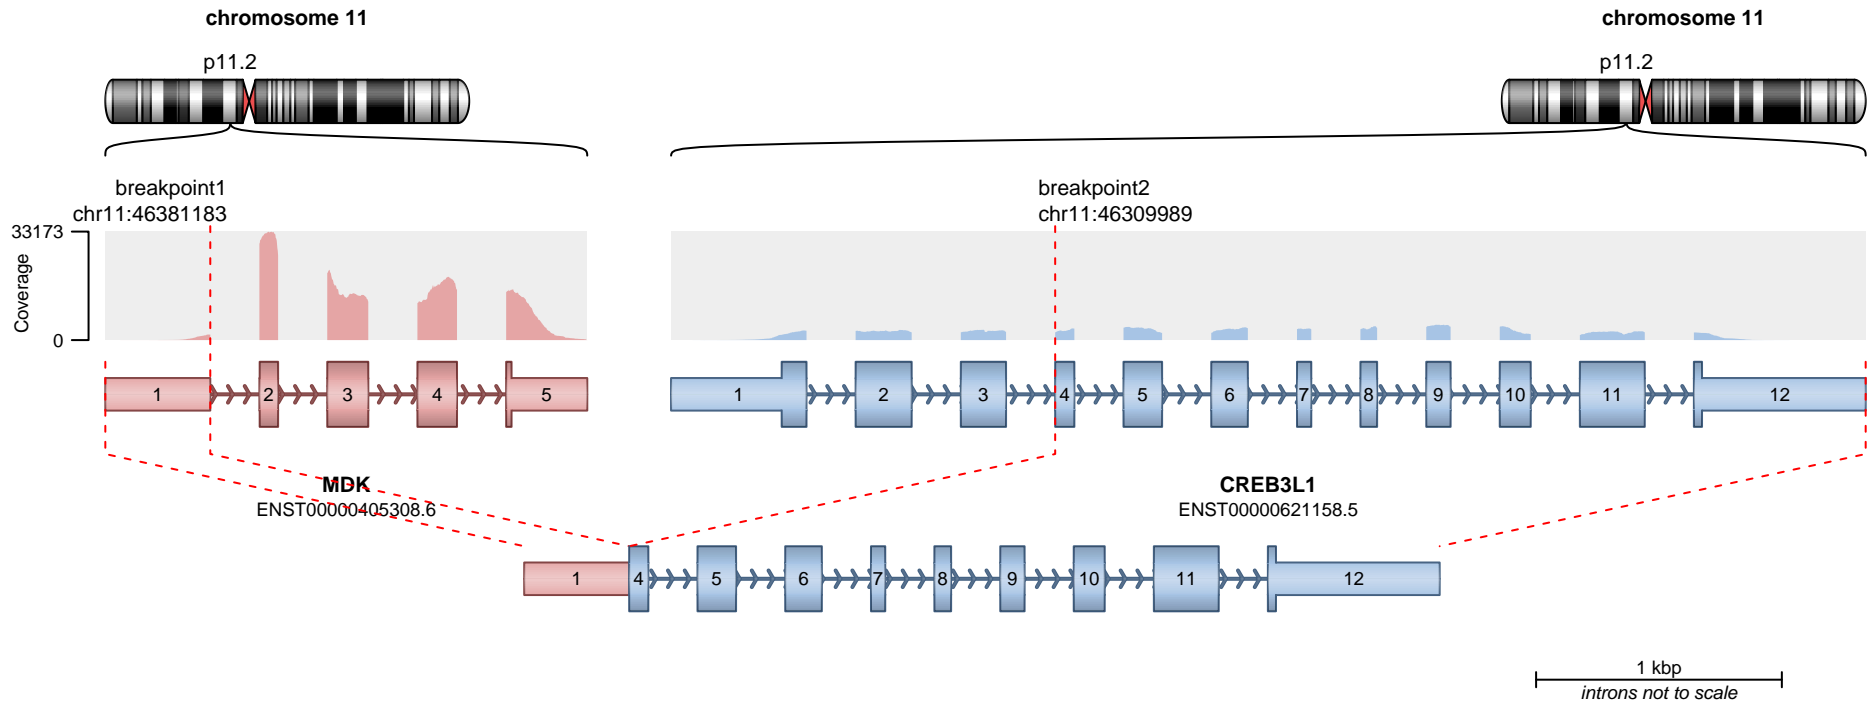 chromosome 11
chromosome 11
p11.2
p11.2
breakpoint1
chr11:46381183
breakpoint2
chr11:46309989
33173
Coverage
0
1 2 3 4 5
1 2 3 4 5 6 7 8 9 10 11 12
MDK
ENST00000405308.6
CREB3L1
ENST00000621158.5
1 4 5 6 7 8 9 10 11 12
1 kbp
introns not to scale